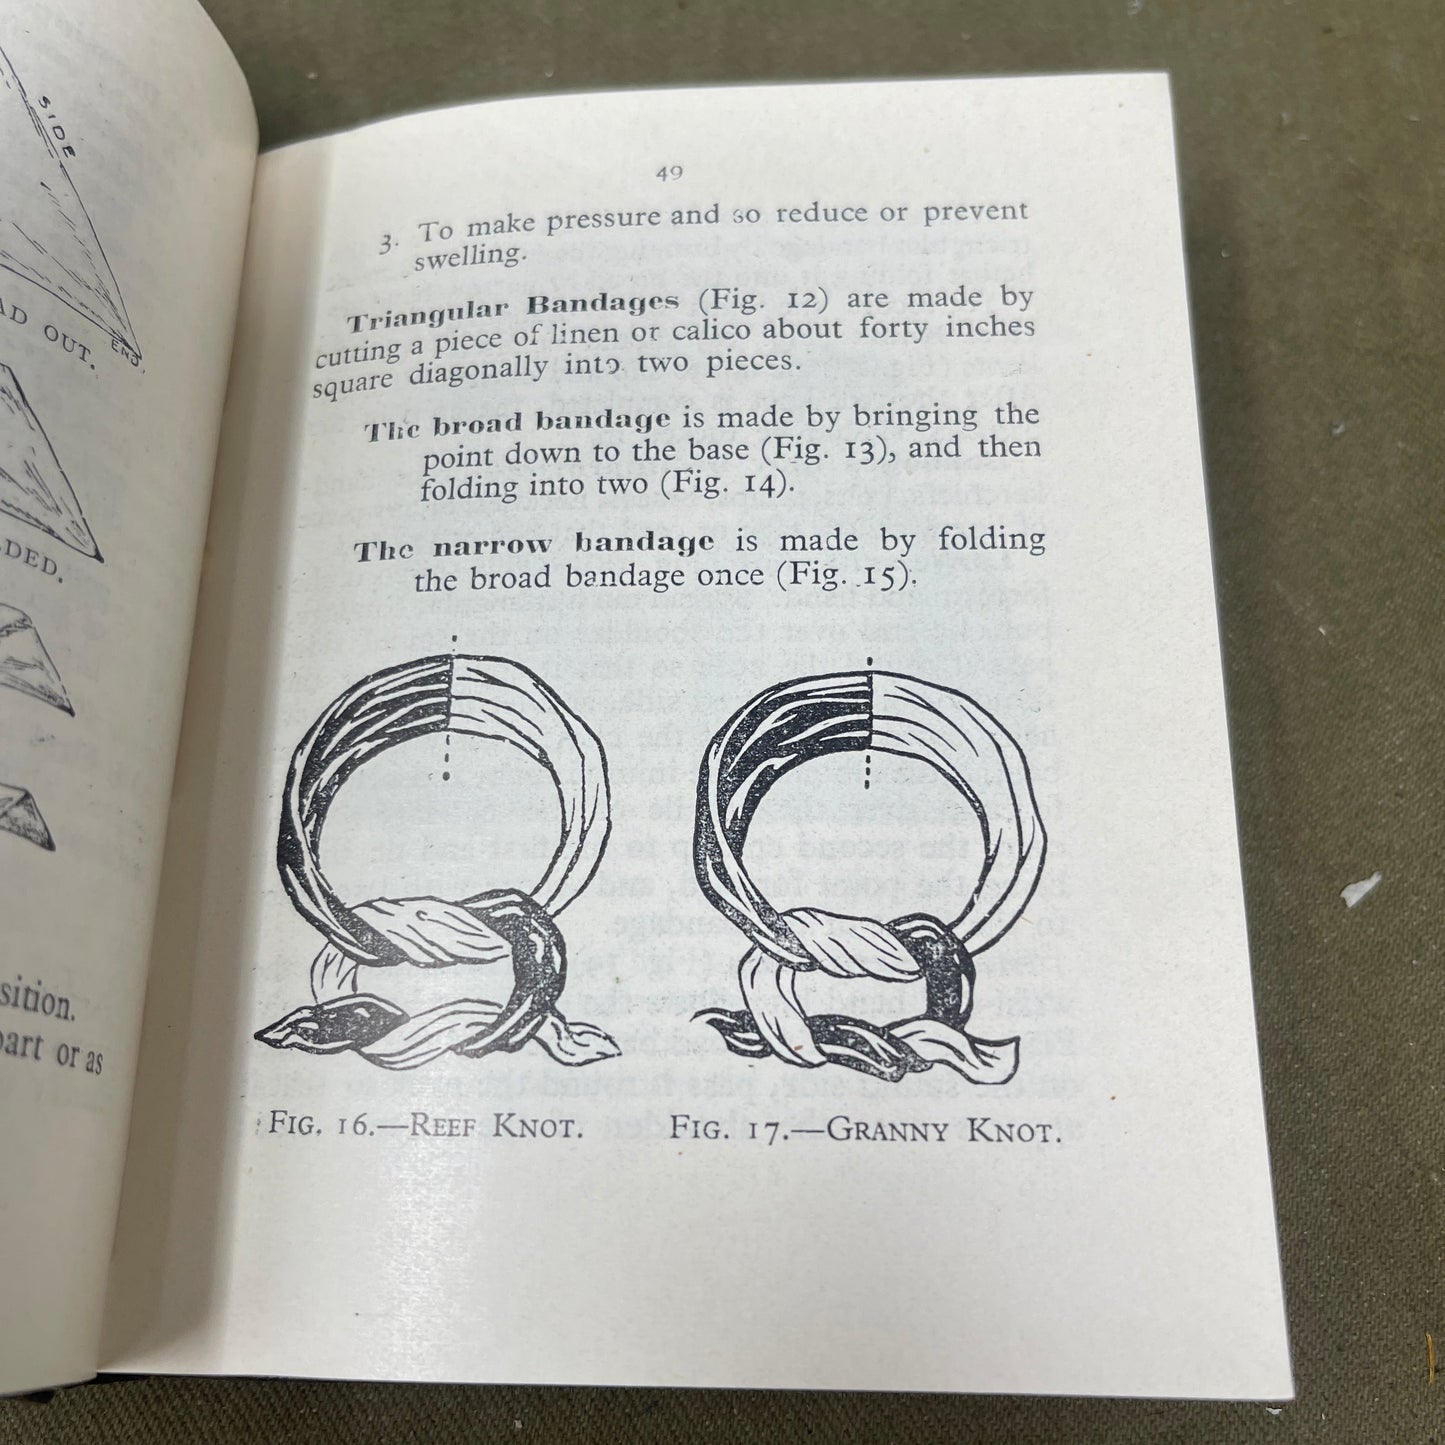 SIDE
AD OUT.
END.
DED.
sition.
part or as
49
3. To make pressure and so reduce or prevent
swelling.
Triangular Bandages (Fig. 12) are made by
cutting a piece of linen or calico about forty inches
square diagonally into two pieces.
The broad bandage is made by bringing the
point down to the base (Fig. 13), and then
folding into two (Fig. 14).
The narrow bandage is made by folding
the broad bandage once (Fig. 15).
FIG. 16.—REEF KNOT.
FIG. 17.—GRANNY KNOT.